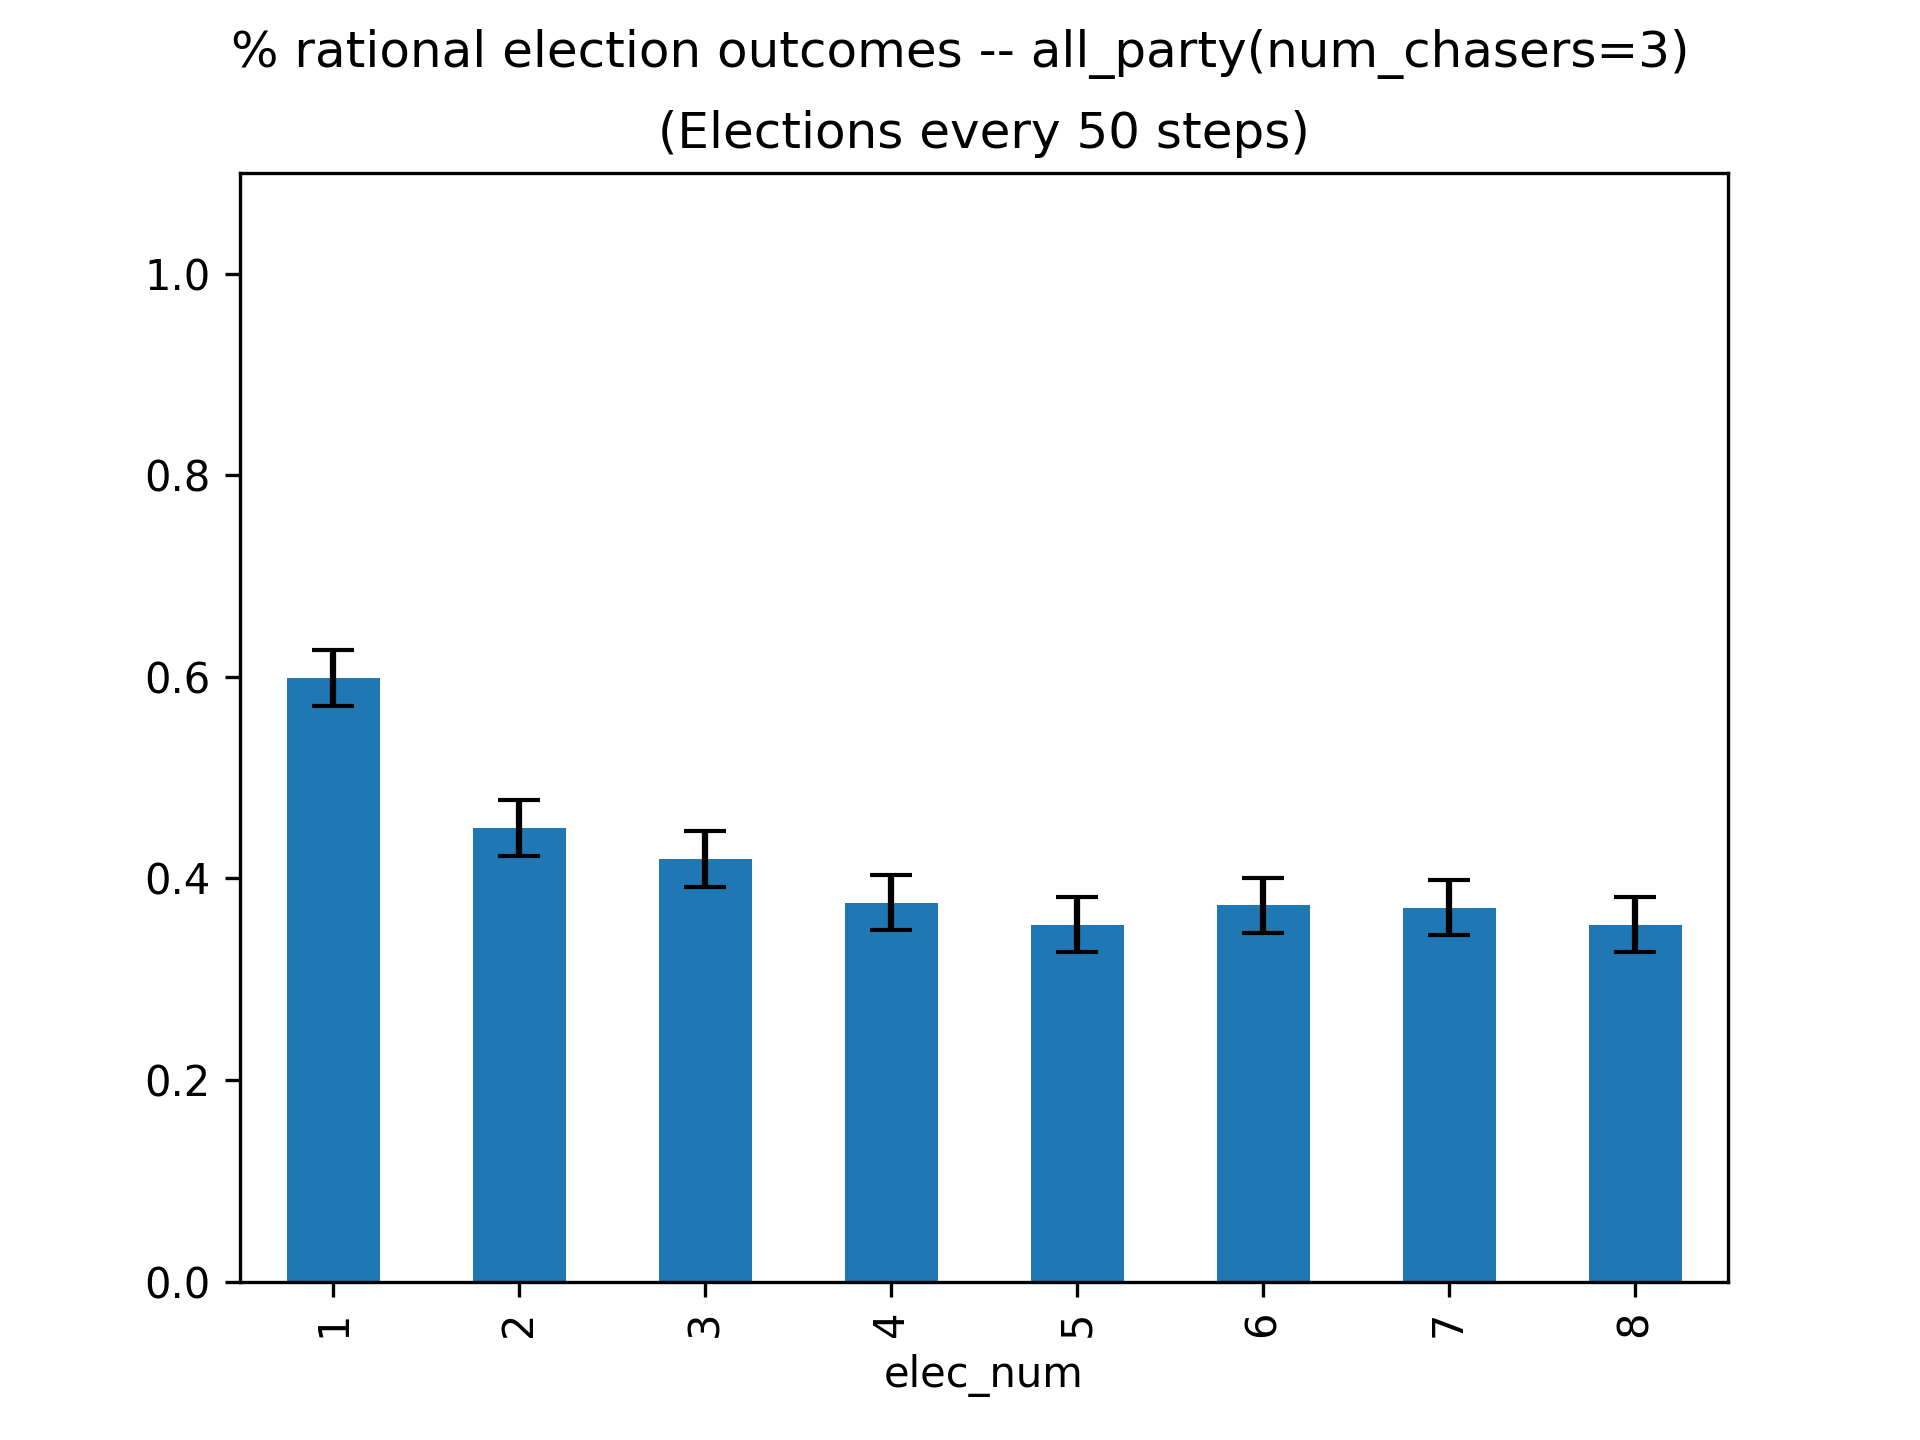 % rational election outcomes -- all_party(num_chasers=3)
(Elections every 50 steps)
1.0
0.8
0.6
0.4
0.2
0.0
1 2 3 4 5 6 7 8
elec_num